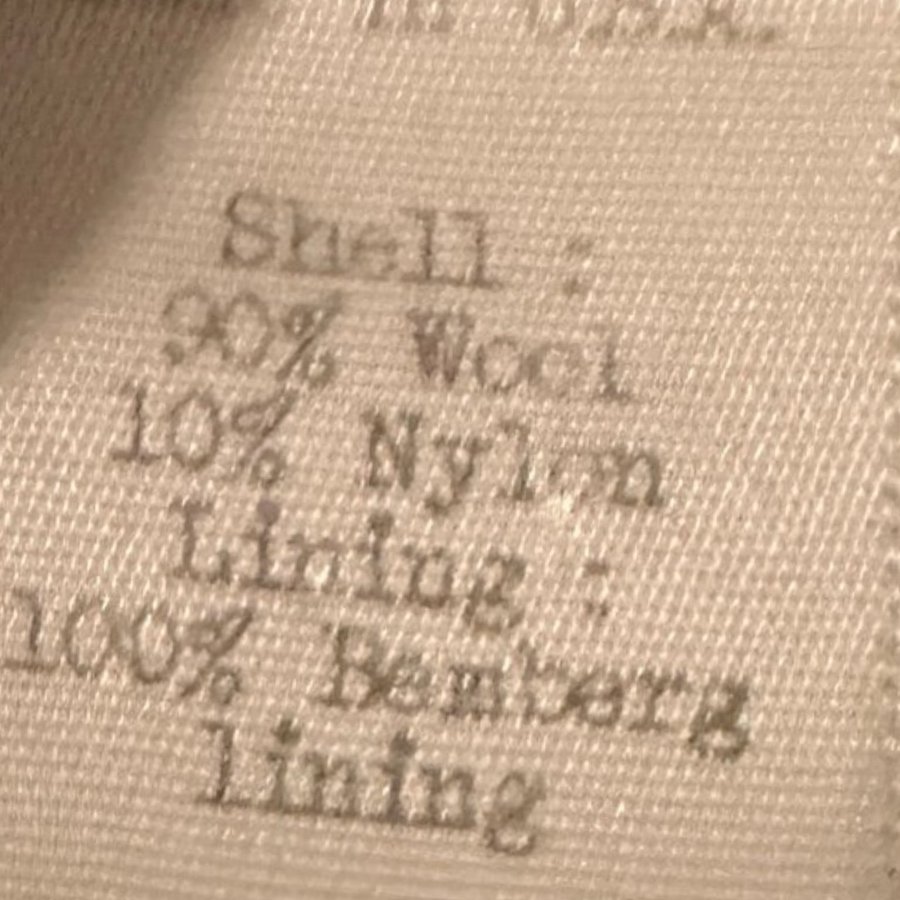 Shell :
90% Wool
10% Nylon
Lining :
100% Bemberg
lining